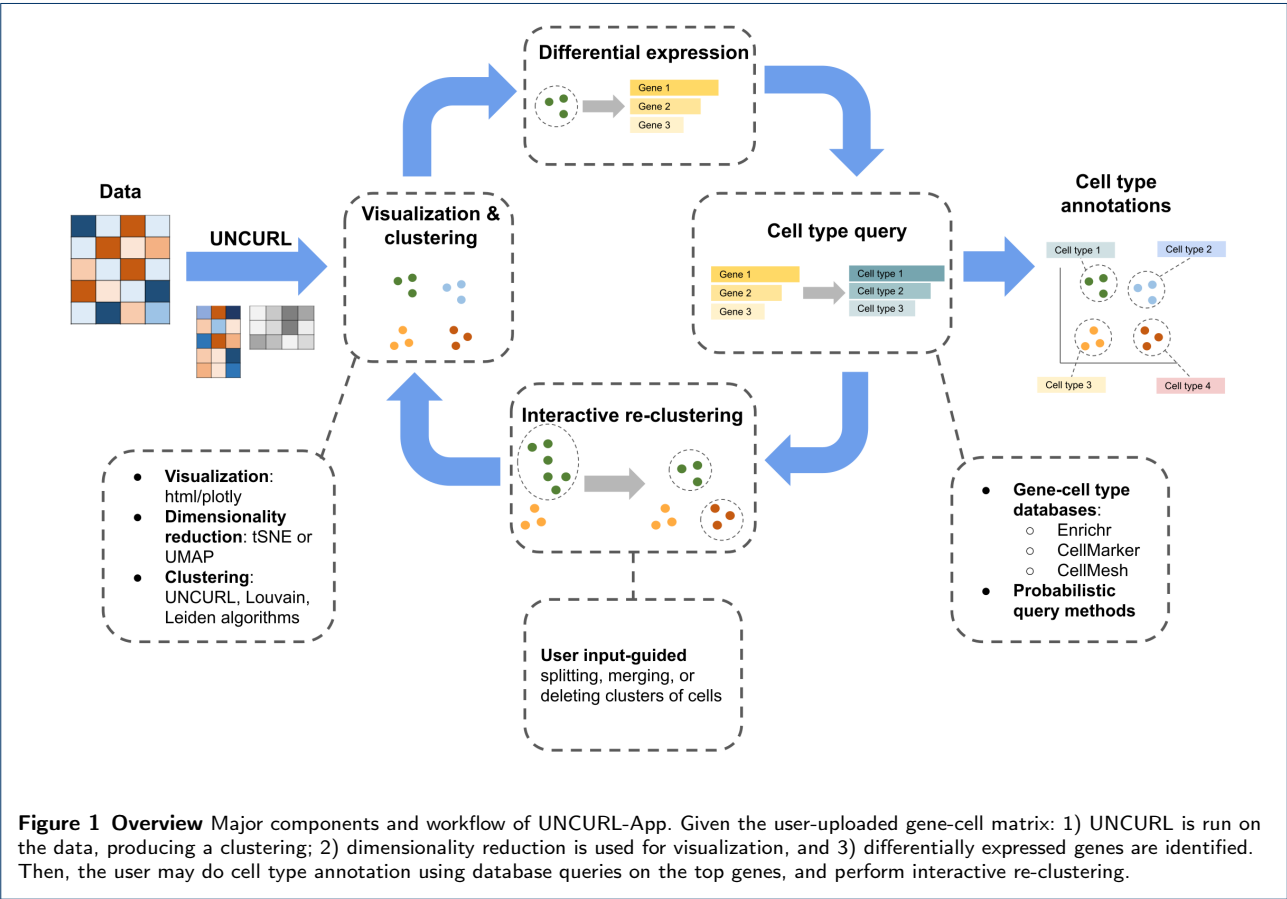 Differential expression
Gene 1
Gene 2
Gene 3
Data
UNCURL
Visualization &
clustering
Cell type query
Gene 1
Gene 2
Gene 3
Cell type 1
Cell type 2
Cell type 3
Cell type
annotations
Cell type 1
Cell type 2
Cell type 3
Cell type 4
Interactive re-clustering
● Visualization:
html/plotly
● Dimensionality
reduction: tSNE or
UMAP
● Clustering:
UNCURL, Louvain,
Leiden algorithms
User input-guided
splitting, merging, or
deleting clusters of cells
● Gene-cell type
databases:
○ Enrichr
○ CellMarker
○ CellMesh
● Probabilistic
query methods
Figure 1 Overview Major components and workflow of UNCURL-App. Given the user-uploaded gene-cell matrix: 1) UNCURL is run on
the data, producing a clustering; 2) dimensionality reduction is used for visualization, and 3) differentially expressed genes are identified.
Then, the user may do cell type annotation using database queries on the top genes, and perform interactive re-clustering.